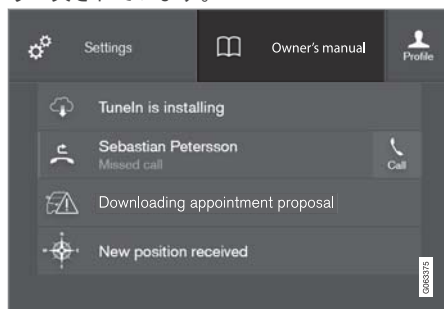 Settings
Owner's manual
Profile
TuneIn is installing
Sebastian Petersson
Missed call
Call
Downloading appointment proposal
New position received
G063375